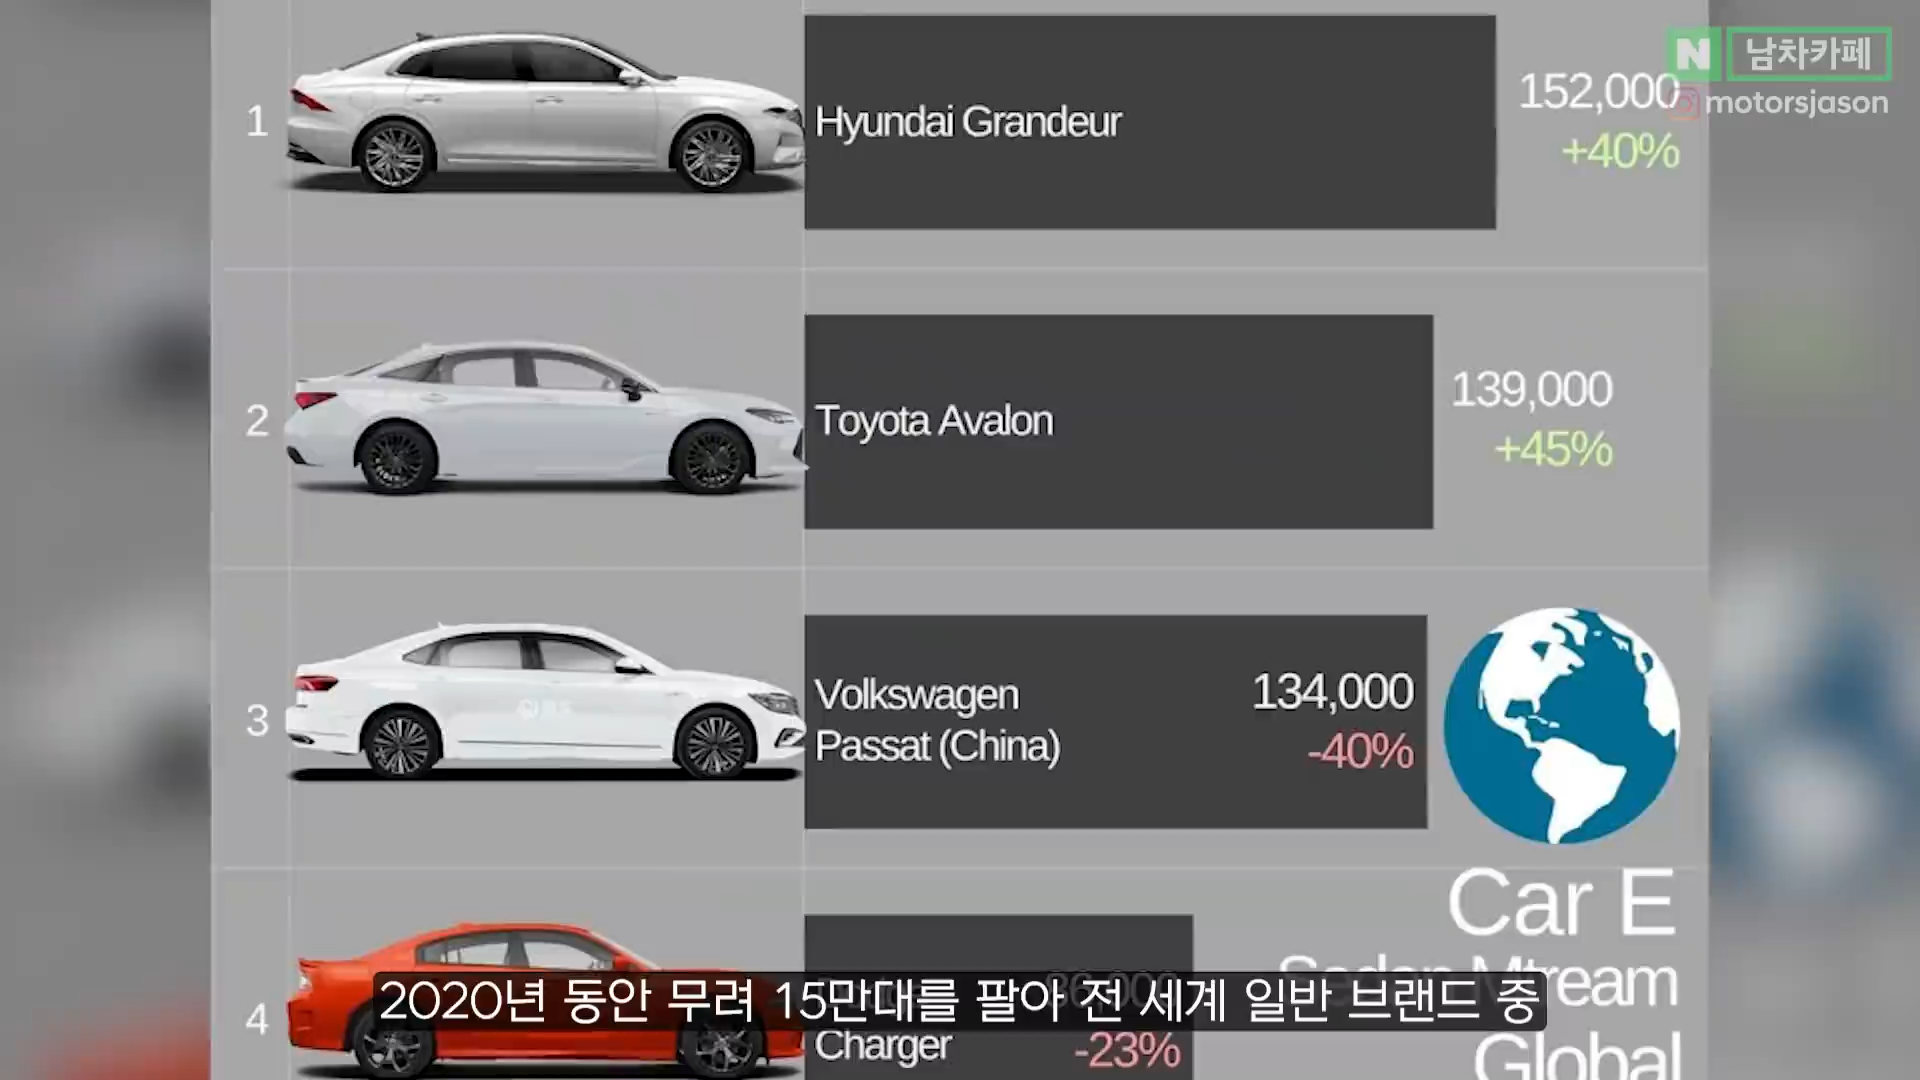 N 남차카페
motorsjason
1
Hyundai Grandeur
152,000
+40%
2
Toyota Avalon
139,000
+45%
3
Volkswagen
Passat (China)
134,000
-40%
4
Charger
-23%
Car E
Sedan Mtream
Global
2020년 동안 무려 15만대를 팔아 전 세계 일반 브랜드 중